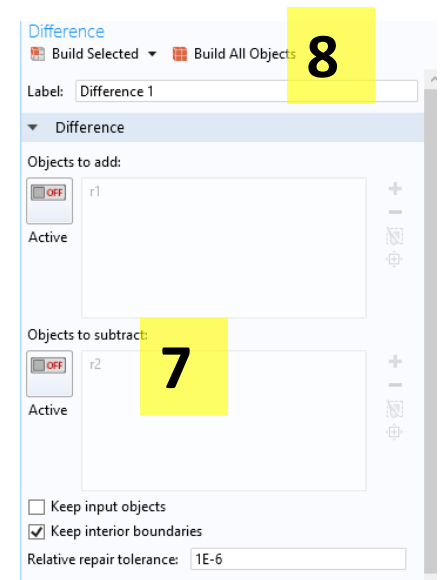 Difference
Build Selected Build All Objects
8
Label: Difference 1
Difference
Objects to add:
OFF r1
Active
Objects to subtract:
7
OFF r2
Active
Keep input objects
Keep interior boundaries
Relative repair tolerance: 1E-6